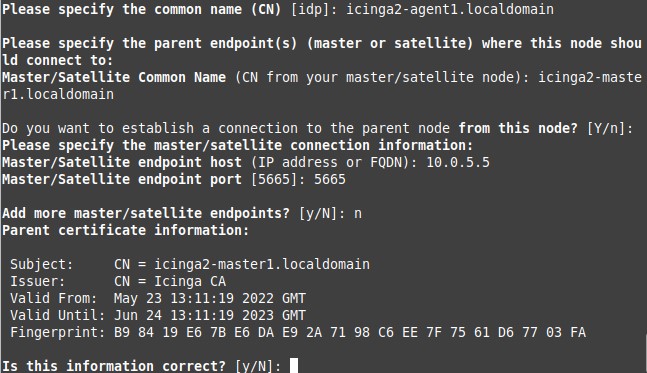 Please specify the common name (CN) [idp]: icinga2-agent1.localdomain
Please specify the parent endpoint(s) (master or satellite) where this node shou
ld connect to:
Master/Satellite Common Name (CN from your master/satellite node): icinga2-maste
r1.localdomain
Do you want to establish a connection to the parent node from this node? [Y/n]:
Please specify the master/satellite connection information:
Master/Satellite endpoint host (IP address or FQDN): 10.0.5.5
Master/Satellite endpoint port [5665]: 5665
Add more master/satellite endpoints? [y/N]: n
Parent certificate information:
Subject:     CN = icinga2-master1.localdomain
Issuer:      CN = Icinga CA
Valid From:  May 23 13:11:19 2022 GMT
Valid Until: Jun 24 13:11:19 2023 GMT
Fingerprint: B9 84 19 E6 7B E6 DA E9 2A 71 98 C6 EE 7F 75 61 D6 77 03 FA
Is this information correct? [y/N]: